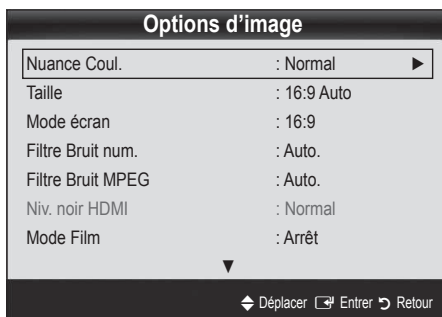 Options d'image
Nuance Coul. : Normal ▶
Taille : 16:9 Auto
Mode écran : 16:9
Filtre Bruit num. : Auto.
Filtre Bruit MPEG : Auto.
Niv. noir HDMI : Normal
Mode Film : Arrêt
▼
Déplacer Entrer Retour